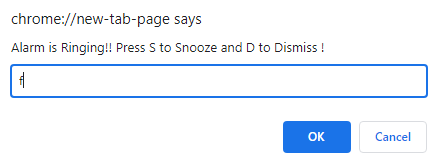 chrome://new-tab-page says
Alarm is Ringing!! Press S to Snooze and D to Dismiss !
f
OK Cancel